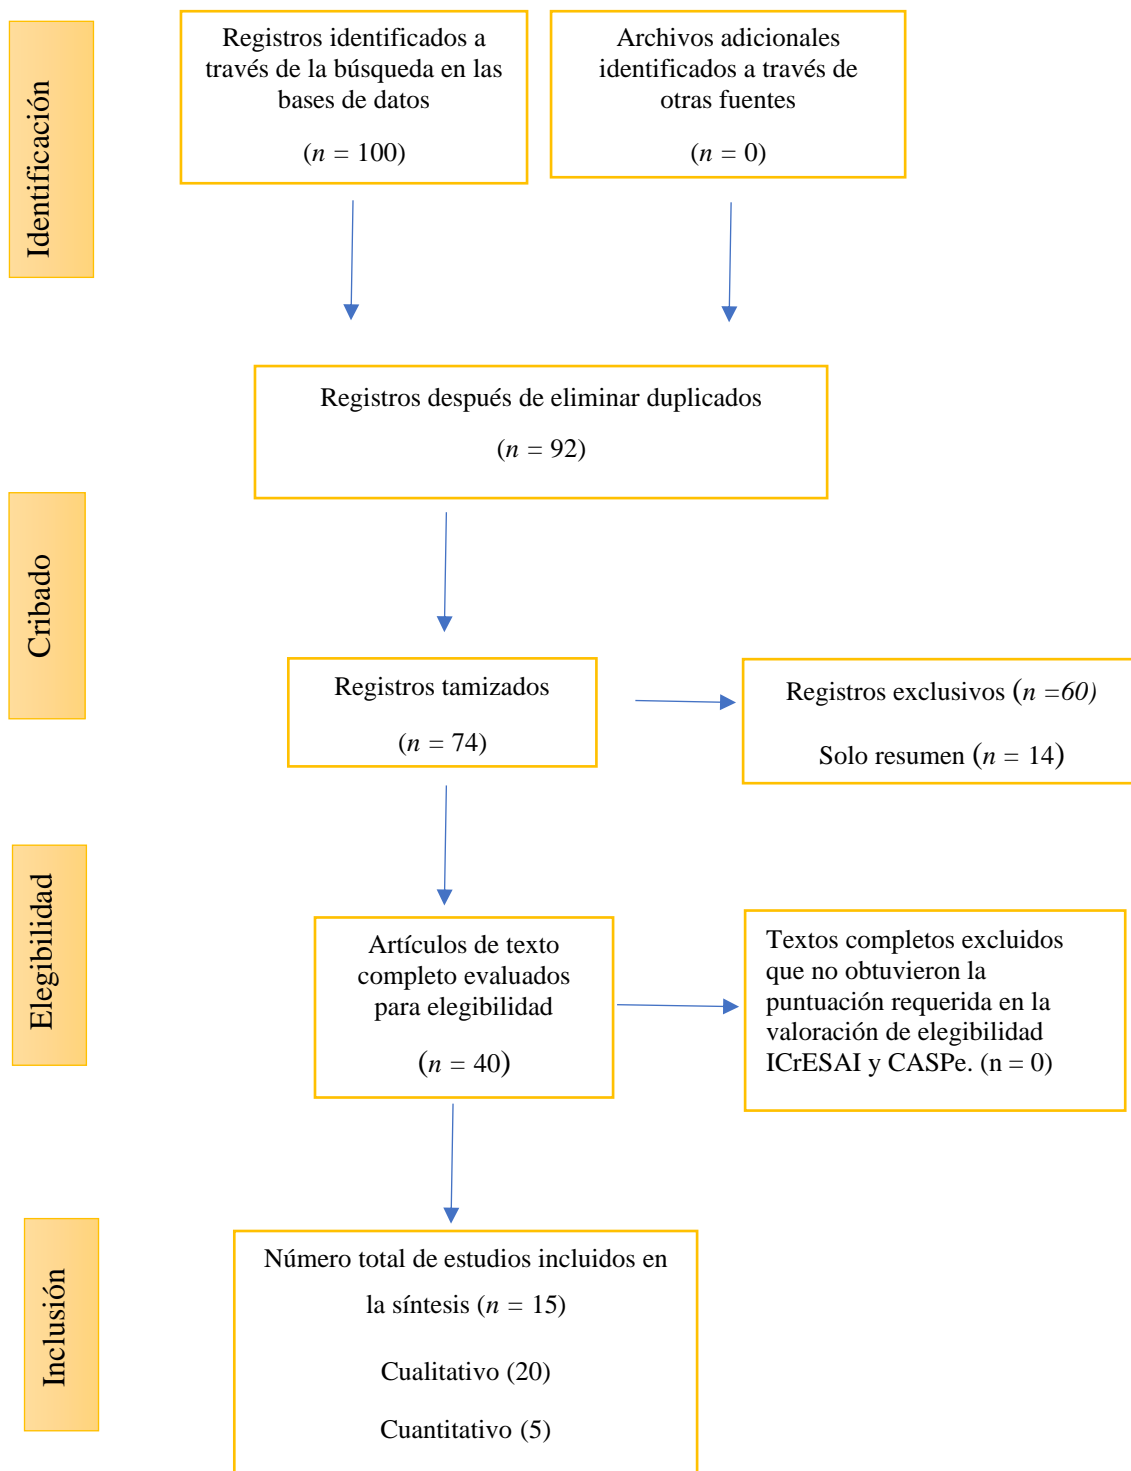 Identificación
Registros identificados a
través de la búsqueda en las
bases de datos
(n = 100)
Archivos adicionales
identificados a través de
otras fuentes
(n = 0)
Registros después de eliminar duplicados
(n = 92)
Cribado
Registros tamizados
(n = 74)
Registros exclusivos (n =60)
Solo resumen (n = 14)
Elegibilidad
Artículos de texto
completo evaluados
para elegibilidad
(n = 40)
Textos completos excluidos
que no obtuvieron la
puntuación requerida en la
valoración de elegibilidad
ICrESAI y CASPe. (n = 0)
Inclusión
Número total de estudios incluidos en
la síntesis (n = 15)
Cualitativo (20)
Cuantitativo (5)